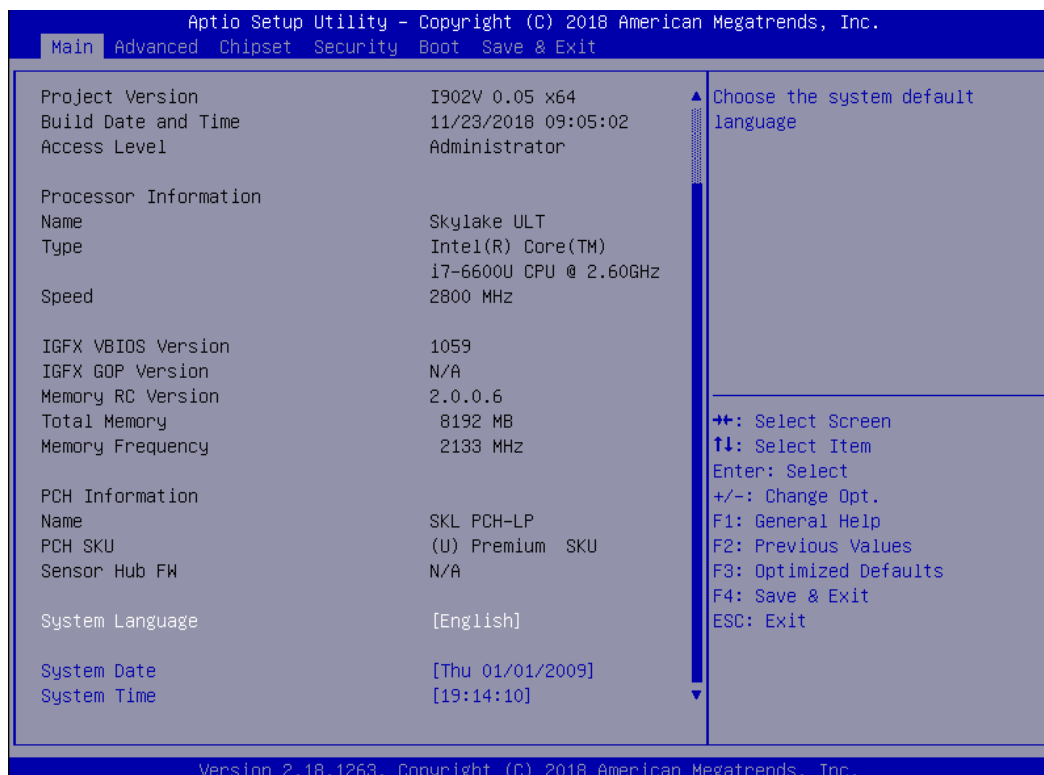 Aptio Setup Utility – Copyright (C) 2018 American Megatrends, Inc.
Main Advanced Chipset Security Boot Save & Exit
Project Version I902V 0.05 x64
Build Date and Time 11/23/2018 09:05:02
Access Level Administrator
Processor Information
Name Skylake ULT
Type Intel(R) Core(TM)
i7-6600U CPU @ 2.60GHz
Speed 2800 MHz
IGFX VBIOS Version 1059
IGFX GOP Version N/A
Memory RC Version 2.0.0.6
Total Memory 8192 MB
Memory Frequency 2133 MHz
PCH Information
Name SKL PCH-LP
PCH SKU (U) Premium SKU
Sensor Hub FW N/A
System Language [English]
System Date [Thu 01/01/2009]
System Time [19:14:10]
Choose the system default
language
→←: Select Screen
↑↓: Select Item
Enter: Select
+/-: Change Opt.
F1: General Help
F2: Previous Values
F3: Optimized Defaults
F4: Save & Exit
ESC: Exit
Version 2.18.1263. Copyright (C) 2018 American Megatrends, Inc.